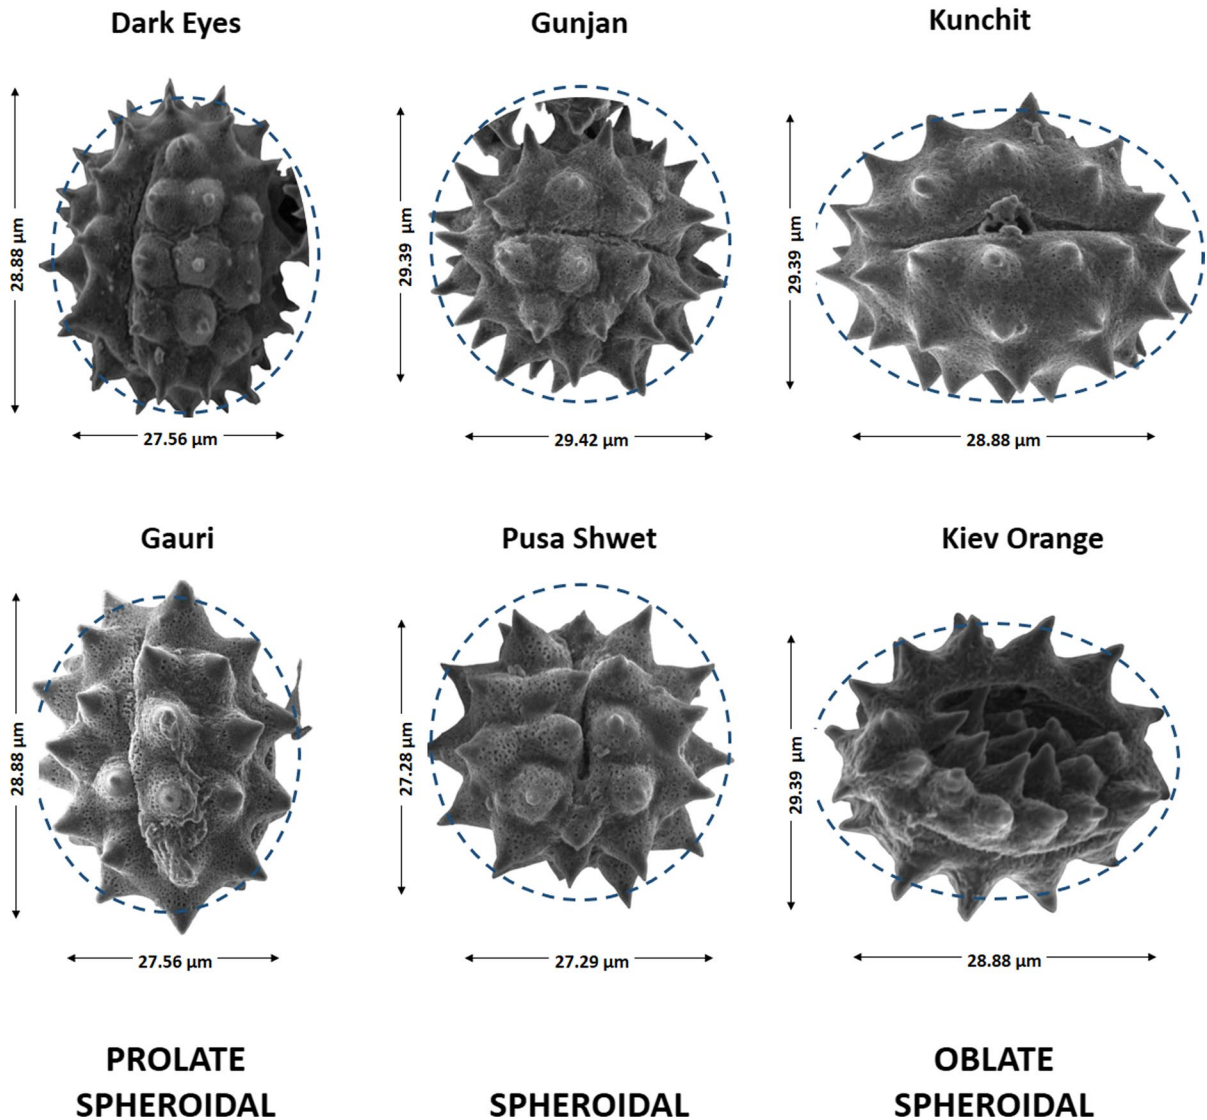 Dark Eyes
Gunjan
Kunchit
28.88 µm
29.39 µm
29.39 µm
27.56 µm
29.42 µm
28.88 µm
Gauri
Pusa Shwet
Kiev Orange
28.88 µm
27.28 µm
29.39 µm
27.56 µm
27.29 µm
28.88 µm
PROLATE
SPHEROIDAL
SPHEROIDAL
OBLATE
SPHEROIDAL